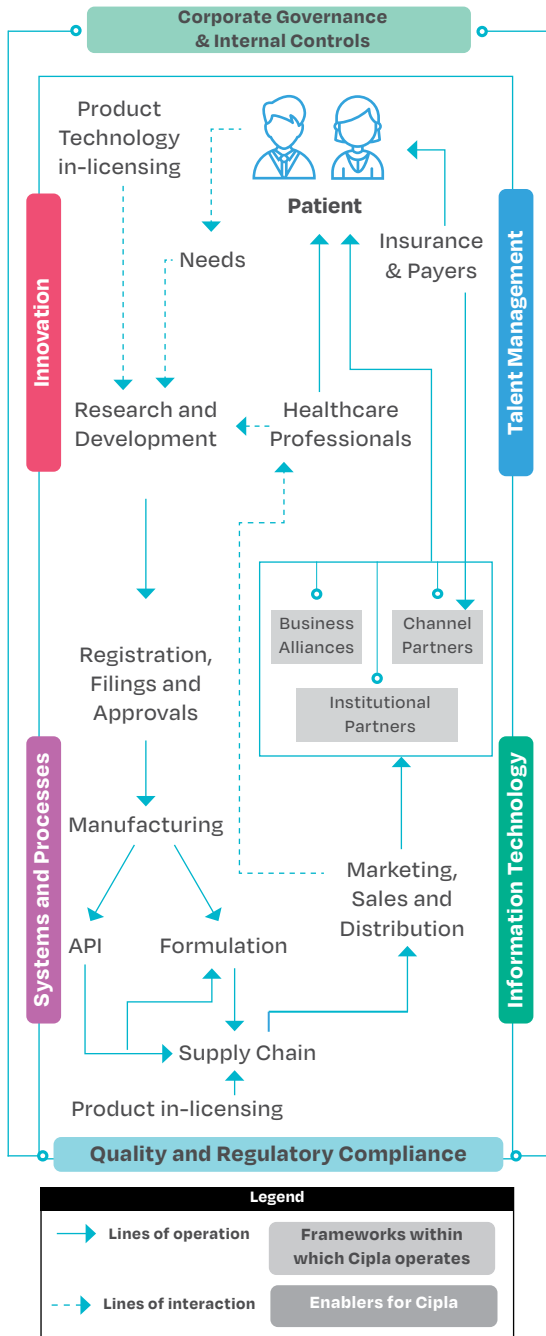 Corporate Governance
& Internal Controls
Product
Technology
in-licensing
Patient
Needs
Insurance
& Payers
Innovation
Talent Management
Research and
Development
Healthcare
Professionals
Business
Alliances
Channel
Partners
Institutional
Partners
Registration,
Filings and
Approvals
Systems and Processes
Information Technology
Manufacturing
Marketing,
Sales and
Distribution
API
Formulation
Supply Chain
Product in-licensing
Quality and Regulatory Compliance
Legend
Lines of operation
Frameworks within
which Cipla operates
Lines of interaction
Enablers for Cipla